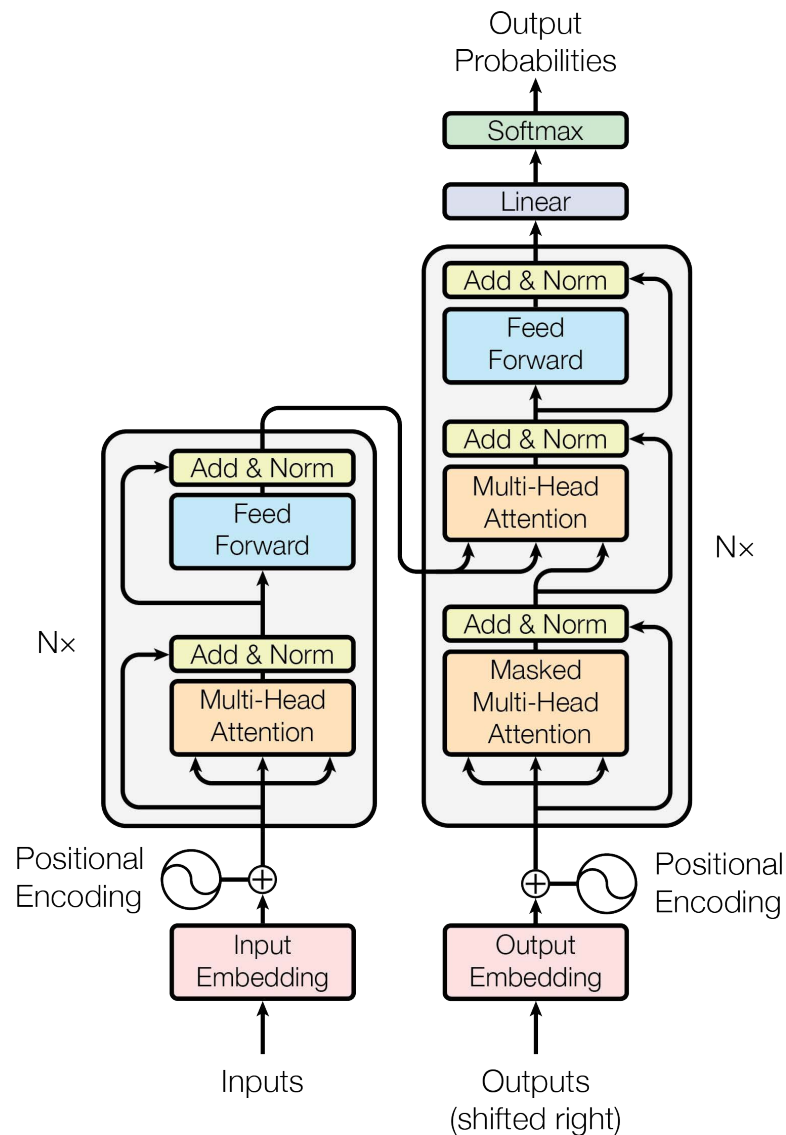 Output
Probabilities
Softmax
Linear
Add & Norm
Feed
Forward
Add & Norm
Multi-Head
Attention
Add & Norm
Masked
Multi-Head
Attention
N×
Add & Norm
Feed
Forward
Add & Norm
Multi-Head
Attention
N×
Positional
Encoding
Positional
Encoding
Input
Embedding
Output
Embedding
Inputs
Outputs
(shifted right)